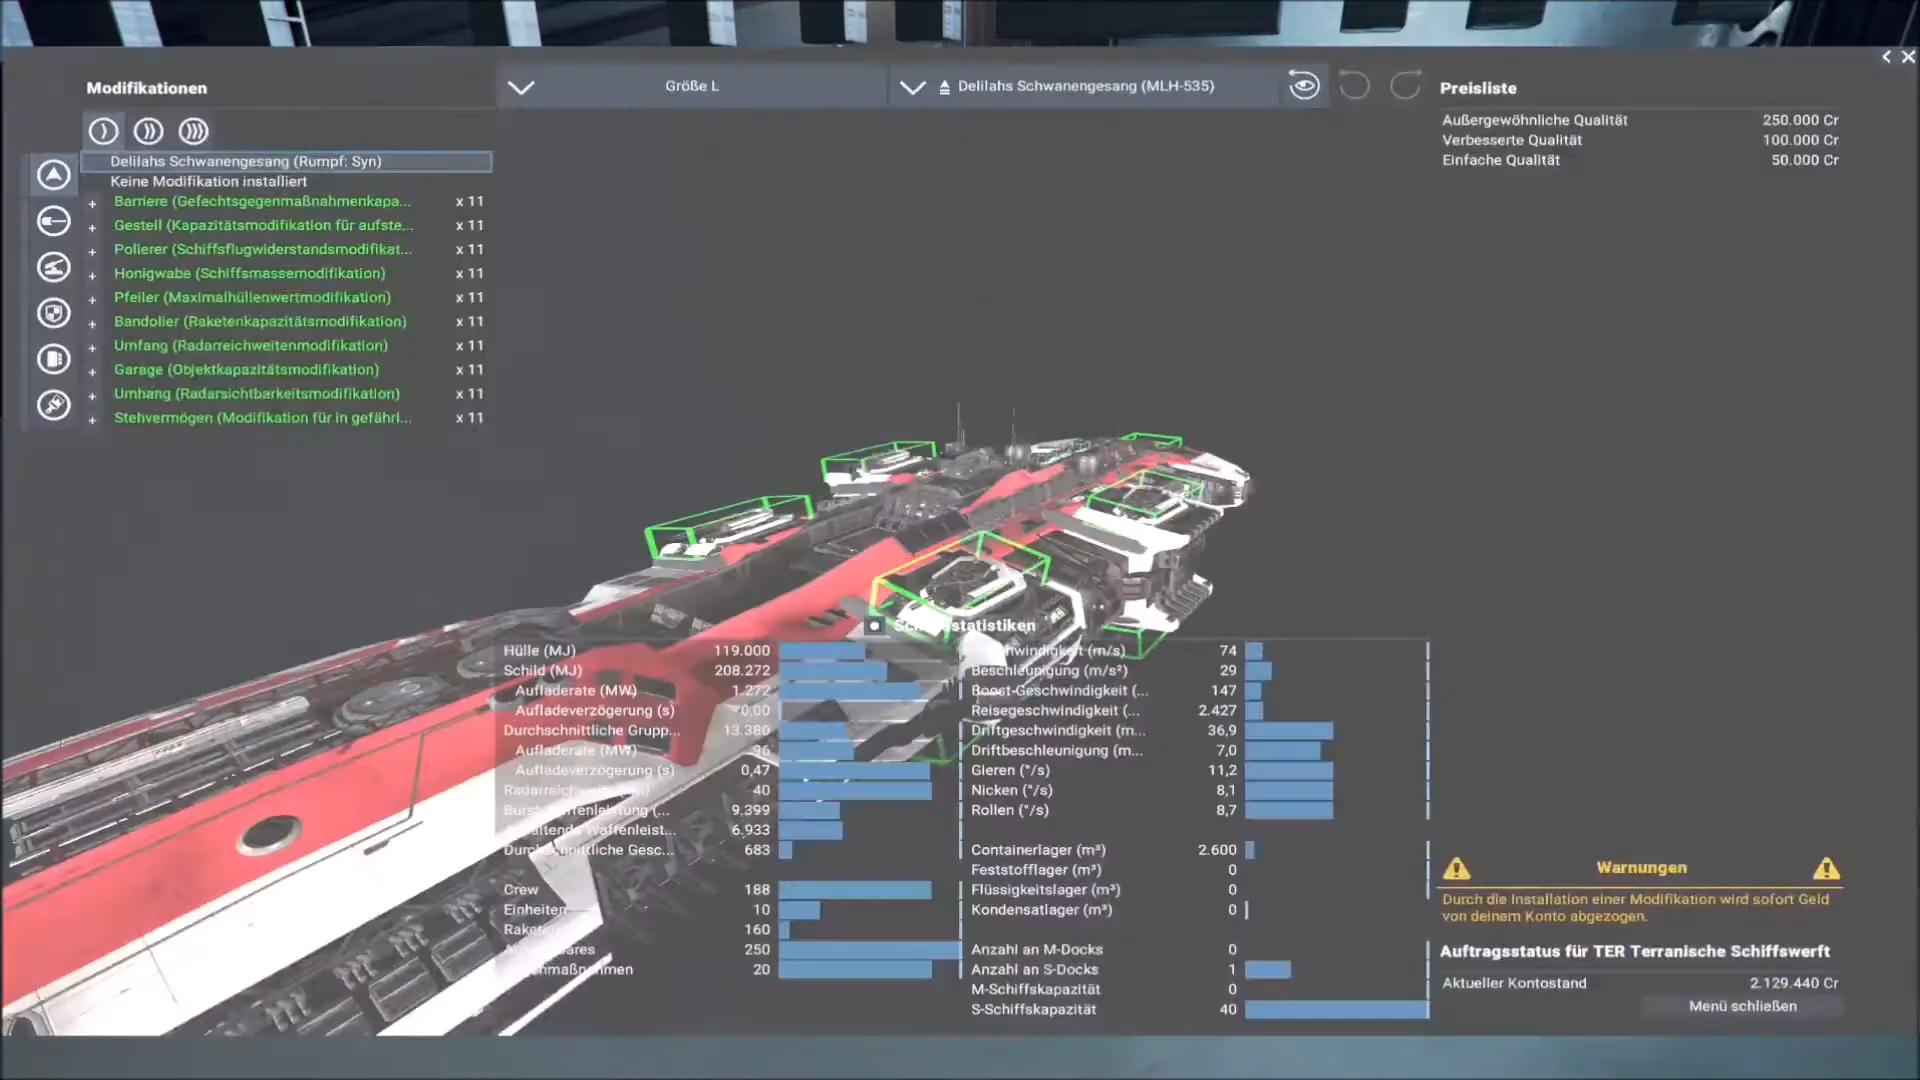 Modifikationen
Delilahs Schwanengesang (Rumpf: Syn)
Keine Modifikation installiert
Barriere (Gefechtsgegenmaßnahmenkapa... x 11
Gestell (Kapazitätsmodifikation für aufste... x 11
Polierer (Schiffsflugwiderstandsmodifikat... x 11
Honigwabe (Schiffsmassemodifikation) x 11
Pfeiler (Maximalhüllenwertmodifikation) x 11
Bandolier (Raketenkapazitätsmodifikation) x 11
Umfang (Radarreichweitenmodifikation) x 11
Garage (Objektkapazitätsmodifikation) x 11
Umhang (Radarsichtbarkeitsmodifikation) x 11
Stehvermögen (Modifikation für in gefährl... x 11
Größe L
Delilahs Schwanengesang (MLH-535)
Preisliste
Außergewöhnliche Qualität 250.000 Cr
Verbesserte Qualität 100.000 Cr
Einfache Qualität 50.000 Cr
statistiken
Hülle (MJ) 119.000
Schild (MJ) 208.272
Aufladerate (MW) 1.272
Aufladeverzögerung (s) 0,00
Durchschnittliche Grupp... 13.380
Aufladerate (MW) 96
Aufladeverzögerung (s) 0,47
40
9.399
Waffenleist... 6.933
Durchschnittliche Gesc... 683
Crew 188
Einheiten 10
160
250
20
(m/s) 74
Beschleunigung (m/s²) 29
Boost-Geschwindigkeit (... 147
Reisegeschwindigkeit (... 2.427
Driftgeschwindigkeit (m... 36,9
Driftbeschleunigung (m... 7,0
Gieren (°/s) 11,2
Nicken (°/s) 8,1
Rollen (°/s) 8,7
Containerlager (m³) 2.600
Feststofflager (m³) 0
Flüssigkeitslager (m³) 0
Kondensatlager (m³) 0
Anzahl an M-Docks 0
Anzahl an S-Docks 1
M-Schiffskapazität 0
S-Schiffskapazität 40
Warnungen
Durch die Installation einer Modifikation wird sofort Geld
von deinem Konto abgezogen.
Auftragsstatus für TER Terranische Schiffswerft
Aktueller Kontostand 2.129.440 Cr
Menü schließen